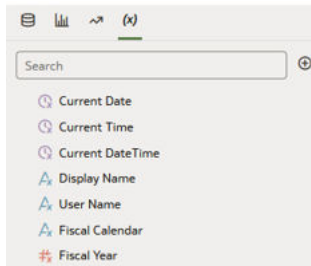 (x)
Search
Current Date
Current Time
Current DateTime
Display Name
User Name
Fiscal Calendar
Fiscal Year